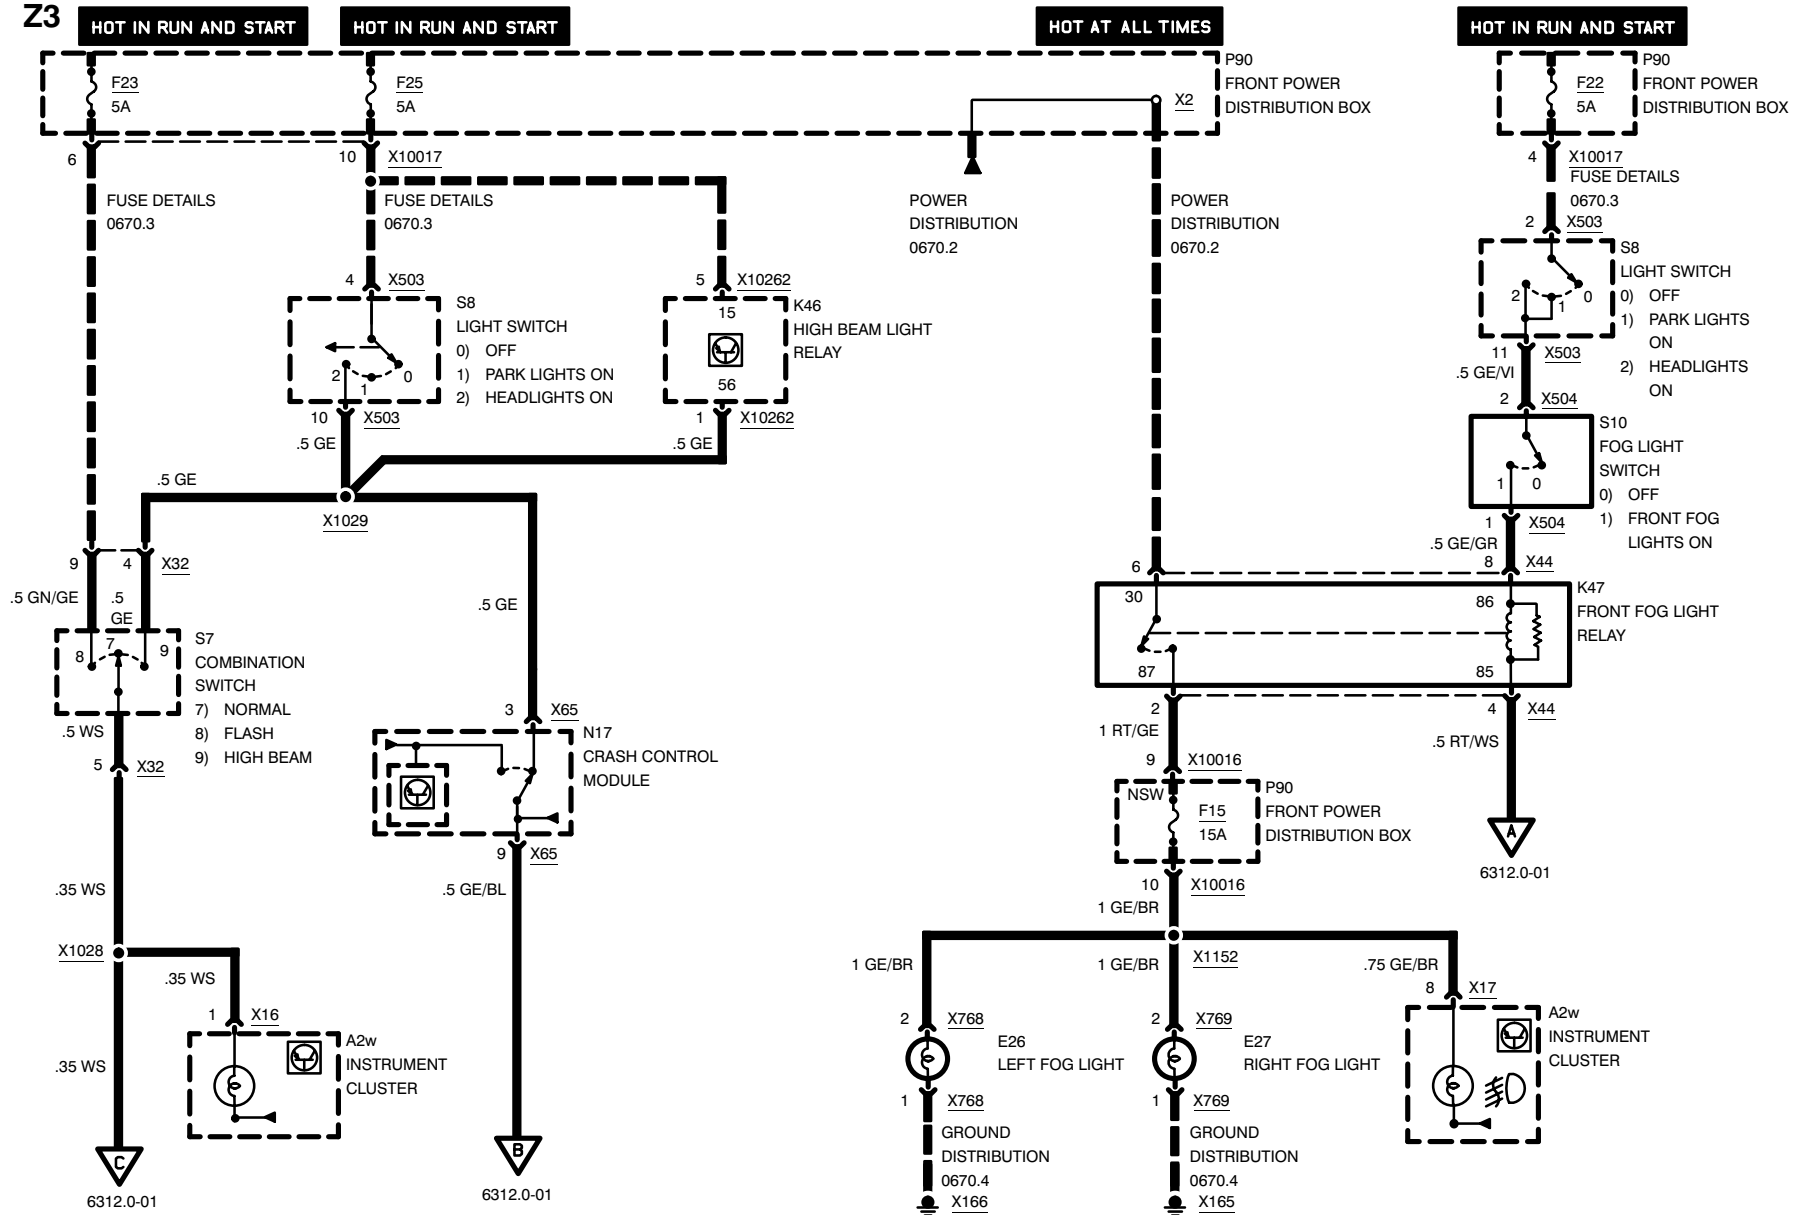 Z3
HOT IN RUN AND START
HOT IN RUN AND START
HOT AT ALL TIMES
HOT IN RUN AND START
F23
5A
F25
5A
X2
P90
FRONT POWER
DISTRIBUTION BOX
F22
5A
P90
FRONT POWER
DISTRIBUTION BOX
6
10
X10017
4
X10017
FUSE DETAILS
0670.3
FUSE DETAILS
0670.3
FUSE DETAILS
0670.3
POWER
DISTRIBUTION
0670.2
POWER
DISTRIBUTION
0670.2
4
X503
S8
LIGHT SWITCH
0) OFF
1) PARK LIGHTS ON
2) HEADLIGHTS ON
2
1
0
10
X503
.5 GE
5
X10262
15
K46
HIGH BEAM LIGHT
RELAY
56
1
X10262
.5 GE
2
X503
S8
LIGHT SWITCH
0) OFF
1) PARK LIGHTS
ON
2) HEADLIGHTS
ON
2
1
0
11
X503
.5 GE/VI
2
X504
S10
FOG LIGHT
SWITCH
0) OFF
1) FRONT FOG
LIGHTS ON
1
0
1
X504
.5 GE/GR
8
X44
.5 GE
X1029
9
4
X32
.5 GN/GE
.5
GE
.5 GE
S7
COMBINATION
SWITCH
7) NORMAL
8) FLASH
9) HIGH BEAM
8
7
9
.5 WS
5
X32
6
30
87
86
85
K47
FRONT FOG LIGHT
RELAY
2
1 RT/GE
4
X44
.5 RT/WS
3
X65
N17
CRASH CONTROL
MODULE
9
X65
.5 GE/BL
9
X10016
NSW
F15
15A
P90
FRONT POWER
DISTRIBUTION BOX
10
X10016
1 GE/BR
A
6312.0-01
.35 WS
X1028
.35 WS
1
X16
A2w
INSTRUMENT
CLUSTER
.35 WS
C
6312.0-01
B
6312.0-01
1 GE/BR
1 GE/BR
X1152
.75 GE/BR
2
X768
E26
LEFT FOG LIGHT
1
X768
GROUND
DISTRIBUTION
0670.4
X166
2
X769
E27
RIGHT FOG LIGHT
1
X769
GROUND
DISTRIBUTION
0670.4
X165
8
X17
A2w
INSTRUMENT
CLUSTER